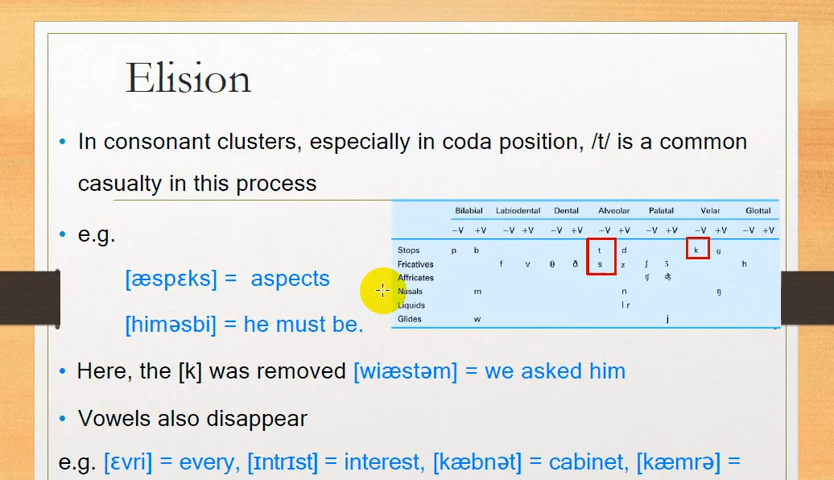 Elision
• In consonant clusters, especially in coda position, /t/ is a common
casualty in this process
Bilabial Labiodental Dental Alveolar Palatal Velar Glottal
−V +V −V +V −V +V −V +V −V +V −V +V −V +V
• e.g.
Stops p b t d k g
Fricatives f v θ ð s z ʃ ʒ h
Affricates ʧ ʤ
[æspɛks] = aspects
Nasals m n ŋ
Liquids l r
Glides w j
[himəsbi] = he must be.
• Here, the [k] was removed [wiæstəm] = we asked him
• Vowels also disappear
e.g. [ɛvri] = every, [ɪntrɪst] = interest, [kæbnət] = cabinet, [kæmrə] =